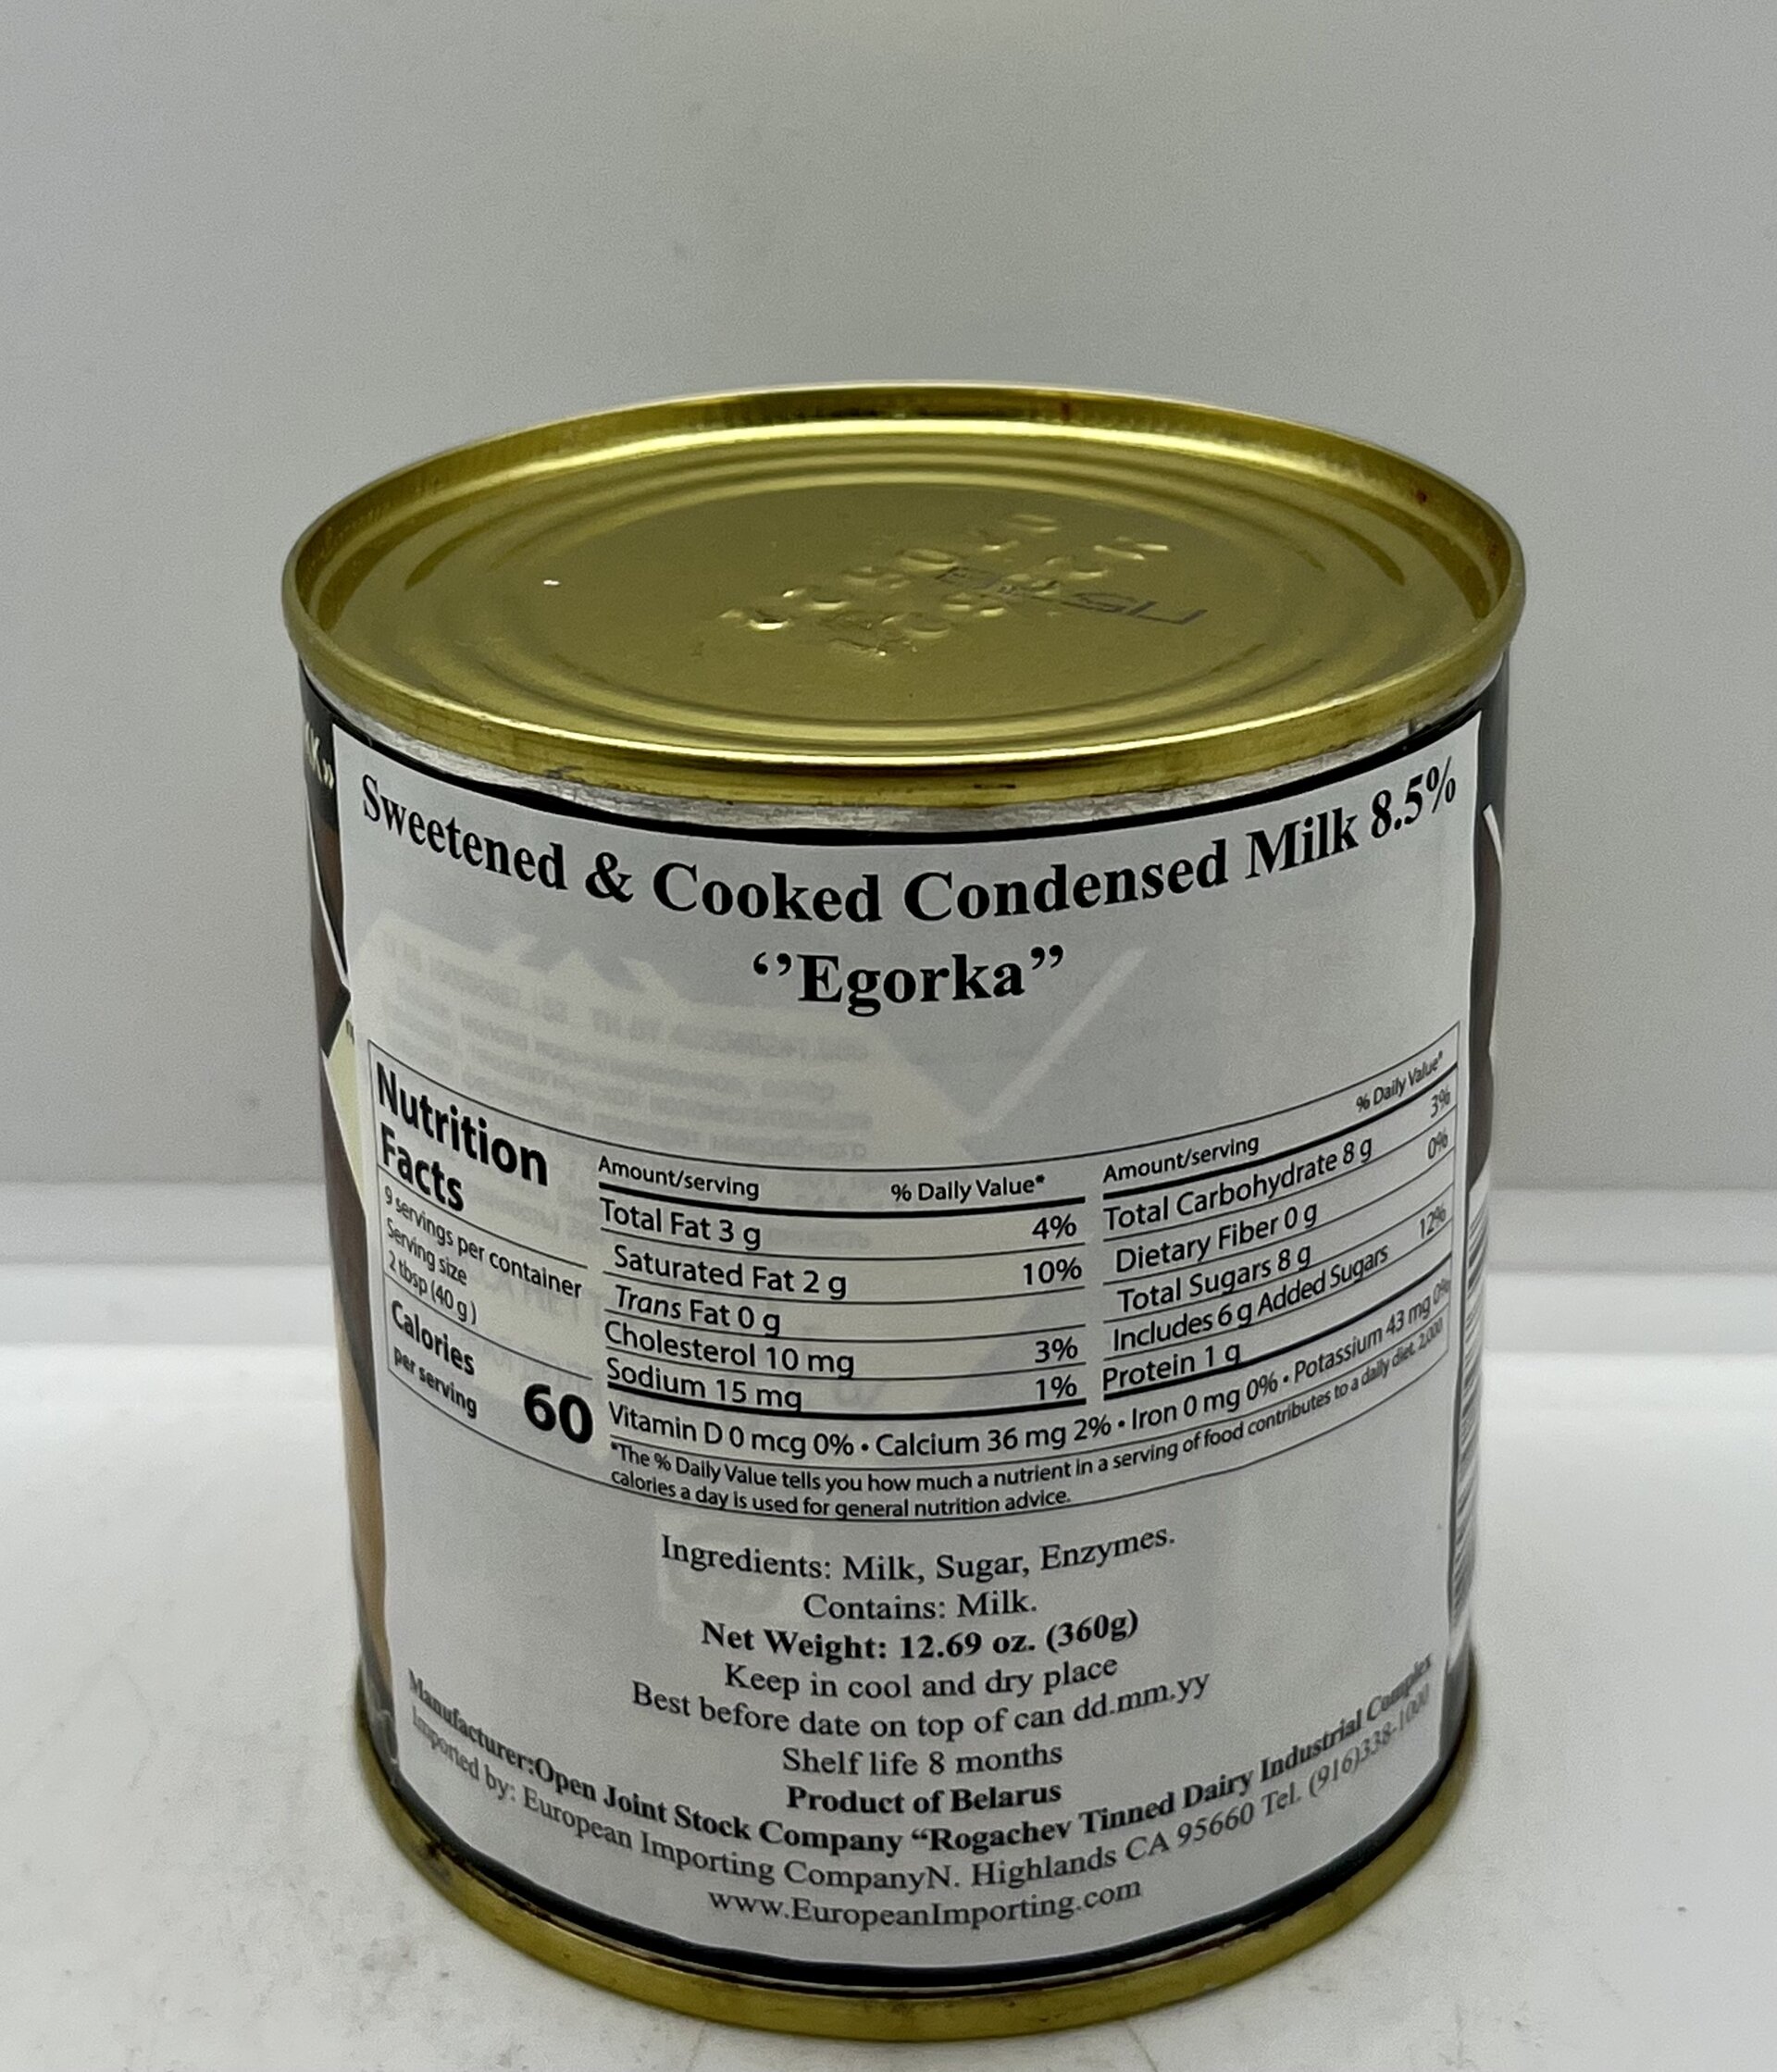 Sweetened & Cooked Condensed Milk 8.5%
‘’Egorka’’
Nutrition
Facts
9 servings per container
Serving size
2 tbsp (40 g )
Calories
per serving
60
Amount/serving % Daily Value*
Total Fat 3 g 4%
Saturated Fat 2 g 10%
Trans Fat 0 g
Cholesterol 10 mg 3%
Sodium 15 mg 1%
Amount/serving % Daily Value*
Total Carbohydrate 8 g 3%
Dietary Fiber 0 g 0%
Total Sugars 8 g
Includes 6 g Added Sugars 12%
Protein 1 g
Vitamin D 0 mcg 0% • Calcium 36 mg 2% • Iron 0 mg 0% • Potassium 43 mg 0%
*The % Daily Value tells you how much a nutrient in a serving of food contributes to a daily diet. 2,000
calories a day is used for general nutrition advice.
Ingredients: Milk, Sugar, Enzymes.
Contains: Milk.
Net Weight: 12.69 oz. (360g)
Keep in cool and dry place
Best before date on top of can dd.mm.yy
Shelf life 8 months
Product of Belarus
Manufacturer:Open Joint Stock Company “Rogachev Tinned Dairy Industrial Complex
Imported by: European Importing CompanyN. Highlands CA 95660 Tel. (916)338-1000
www.EuropeanImporting.com